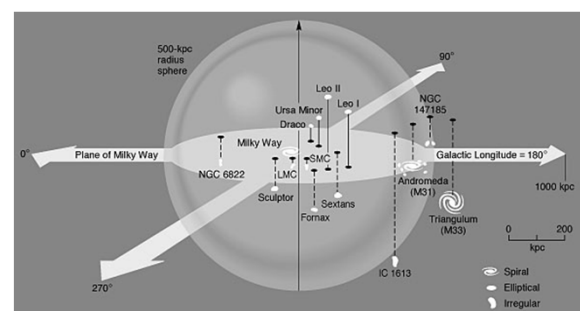 500-kpc
radius
sphere
90°
Leo II
NGC
147185
Ursa Minor
Leo I
Draco
Milky Way
0°
Plane of Milky Way
SMC
Galactic Longitude = 180°
NGC 6822
LMC
Andromeda
(M31)
1000 kpc
Sculptor
Sextans
Fornax
Triangulum
(M33)
0
200
kpc
270°
IC 1613
Spiral
Elliptical
Irregular